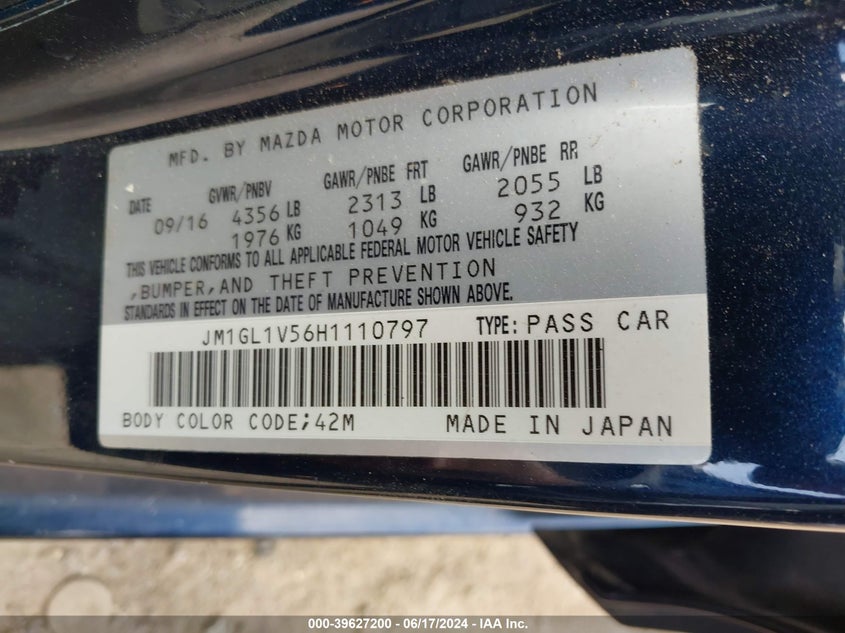 MFD. BY MAZDA MOTOR CORPORATION
DATE GVWR/PNBV GAWR/PNBE FRT GAWR/PNBE RR
09/16 4356 LB 2313 LB 2055 LB
1976 KG 1049 KG 932 KG
THIS VEHICLE CONFORMS TO ALL APPLICABLE FEDERAL MOTOR VEHICLE SAFETY
,BUMPER,AND THEFT PREVENTION
STANDARDS IN EFFECT ON THE DATE OF MANUFACTURE SHOWN ABOVE.
JM1GL1V56H1110797 TYPE: PASS CAR
BODY COLOR CODE;42M MADE IN JAPAN
000-39627200 - 06/17/2024 - IAA Inc.